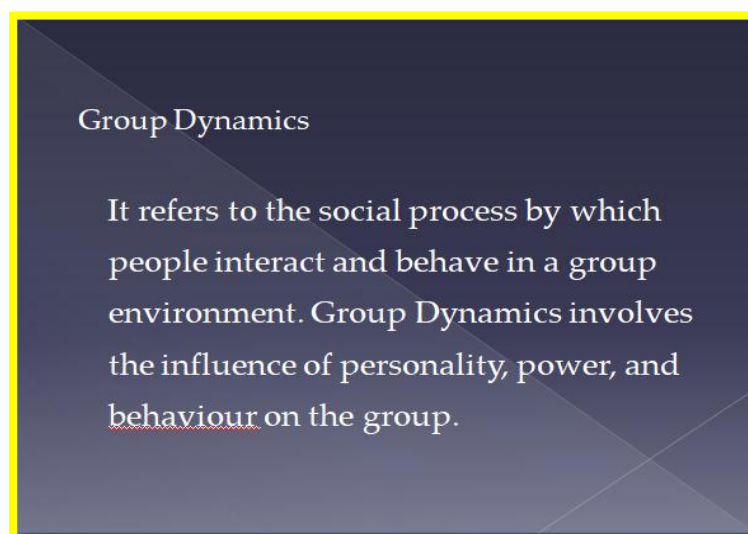 Group Dynamics
It refers to the social process by which
people interact and behave in a group
environment. Group Dynamics involves
the influence of personality, power, and
behaviour on the group.